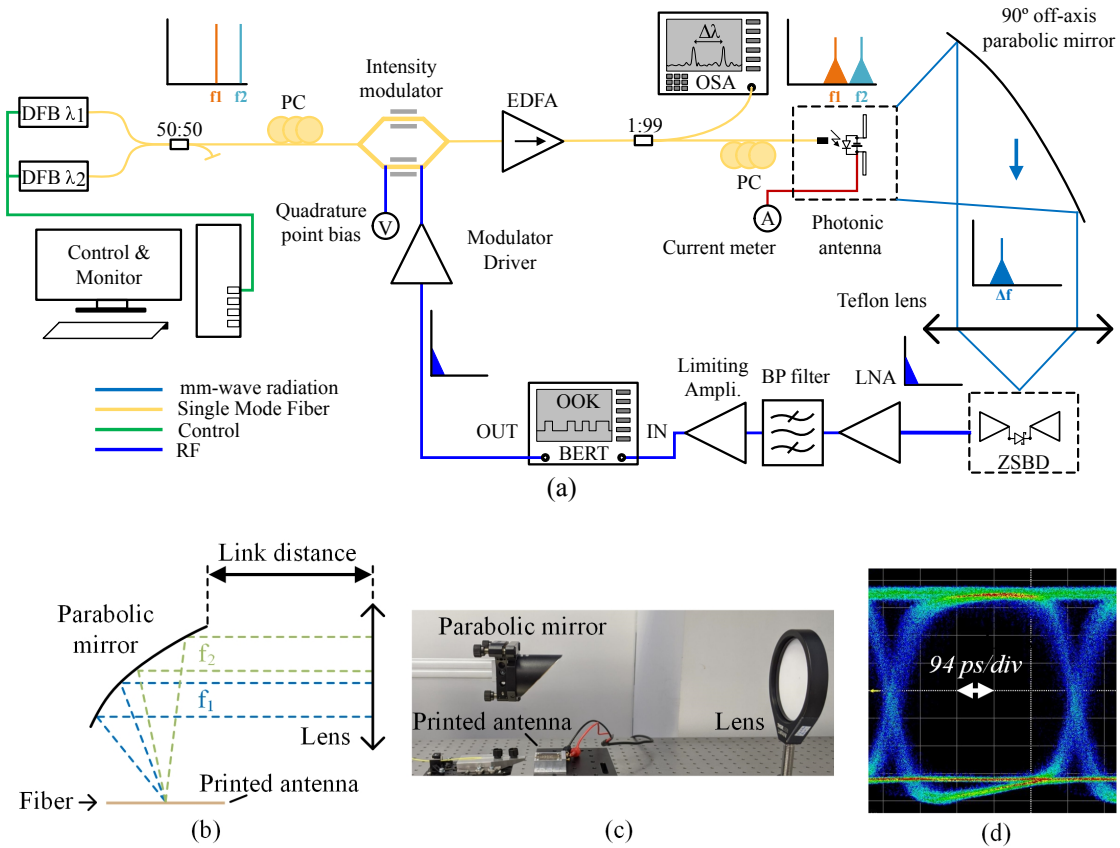 90º off-axis
parabolic mirror
Δλ
OSA
f1 f2
Intensity
modulator
PC
EDFA
f1 f2
DFB λ1
50:50
1:99
DFB λ2
PC
Quadrature
point bias
V
A
Photonic
antenna
Current meter
Control &
Monitor
Modulator
Driver
Δf
Teflon lens
mm-wave radiation
Single Mode Fiber
Control
RF
Limiting
Ampli.
BP filter
LNA
OOK
OUT
IN
BERT
ZSBD
(a)
Link distance
Parabolic
mirror
f2
f1
Lens
Fiber
Printed antenna
(b)
Parabolic mirror
Printed antenna
Lens
(c)
94 ps/div
(d)